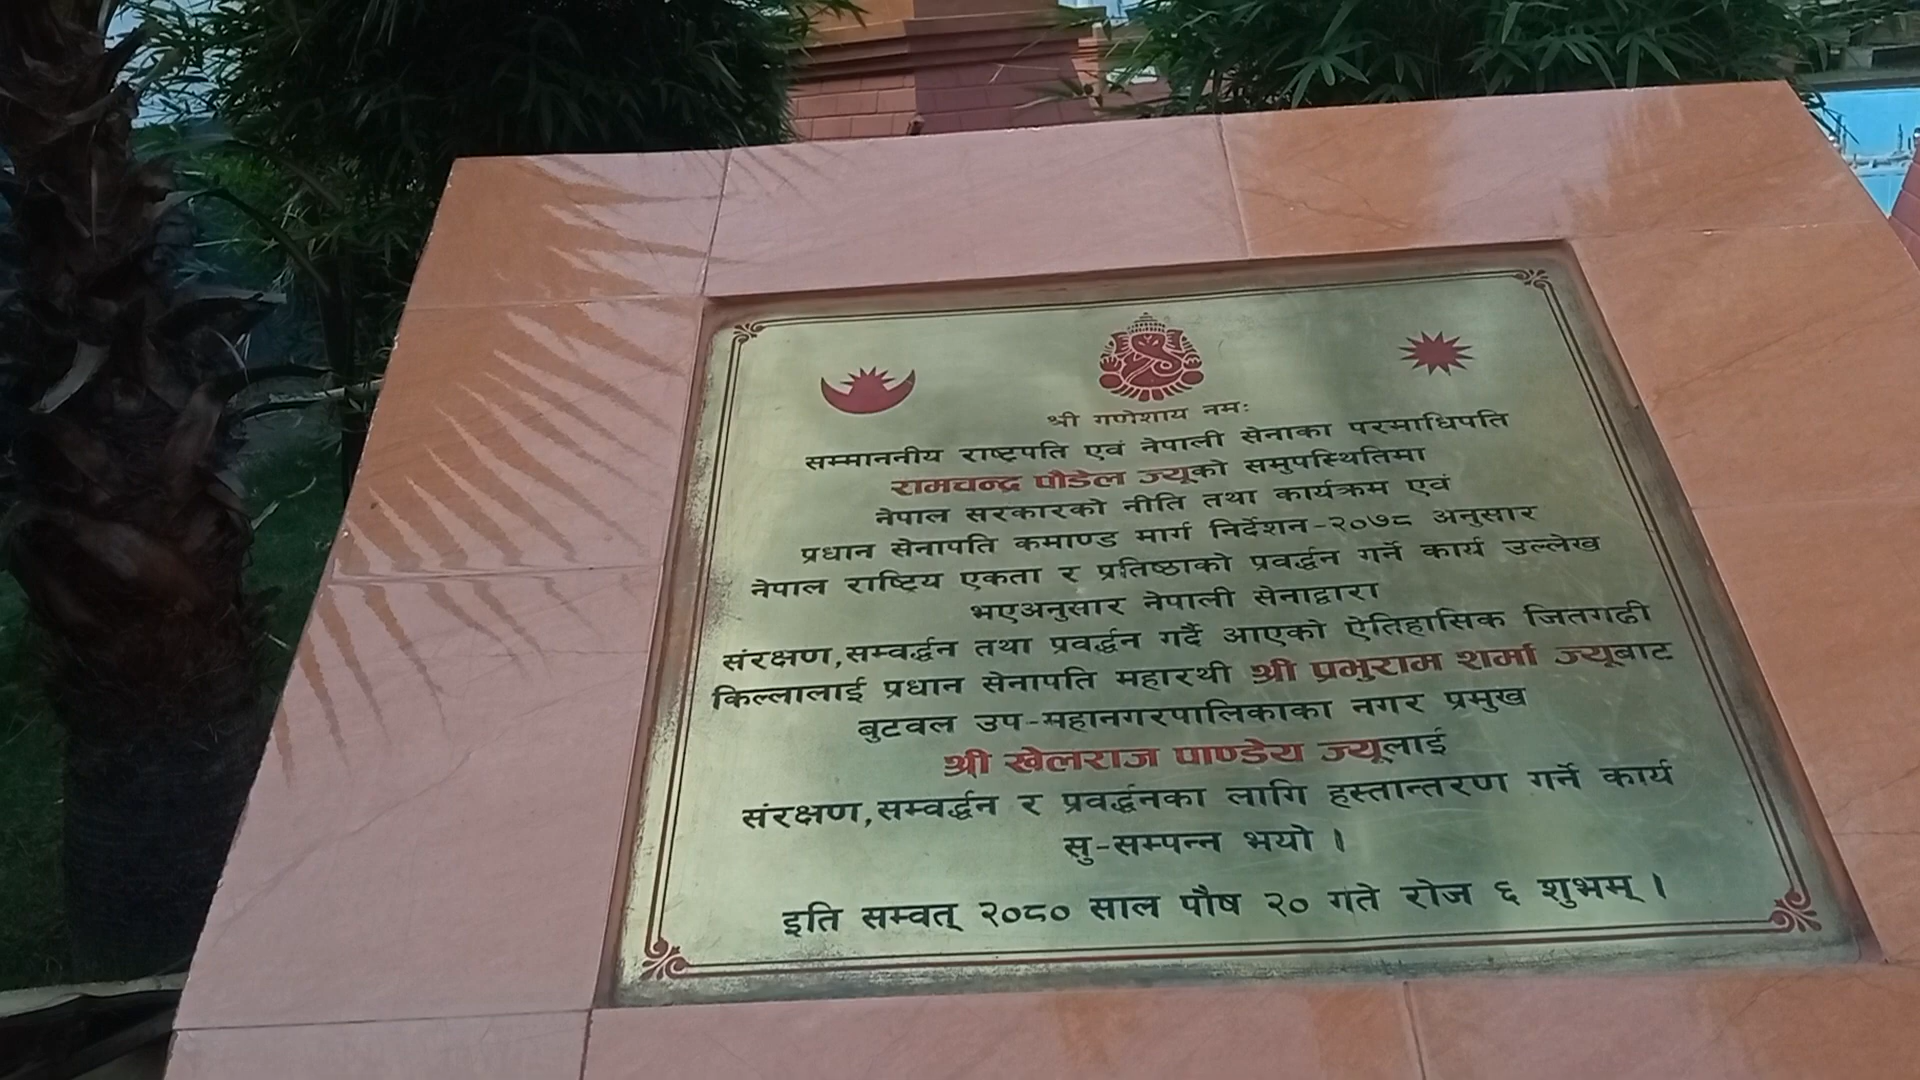 श्री गणेशाय नमः
सम्माननीय राष्ट्रपति एवं नेपाली सेनाका परमाधिपति
रामचन्द्र पौडेल ज्यूको समुपस्थितिमा
नेपाल सरकारको नीति तथा कार्यक्रम एवं
प्रधान सेनापति कमाण्ड मार्ग निर्देशन-२०७८ अनुसार
नेपाल राष्ट्रिय एकता र प्रतिष्ठाको प्रवर्द्धन गर्ने कार्य उल्लेख
भएअनुसार नेपाली सेनाद्वारा
संरक्षण,सम्वर्द्धन तथा प्रवर्द्धन गर्दै आएको ऐतिहासिक जितगढी
किल्लालाई प्रधान सेनापति महारथी श्री प्रभुराम शर्मा ज्यूबाट
बुटवल उप-महानगरपालिकाका नगर प्रमुख
श्री खेलराज पाण्डेय ज्यूलाई
संरक्षण,सम्वर्द्धन र प्रवर्द्धनका लागि हस्तान्तरण गर्ने कार्य
सु-सम्पन्न भयो ।
इति सम्वत् २०८० साल पौष २० गते रोज ६ शुभम् ।